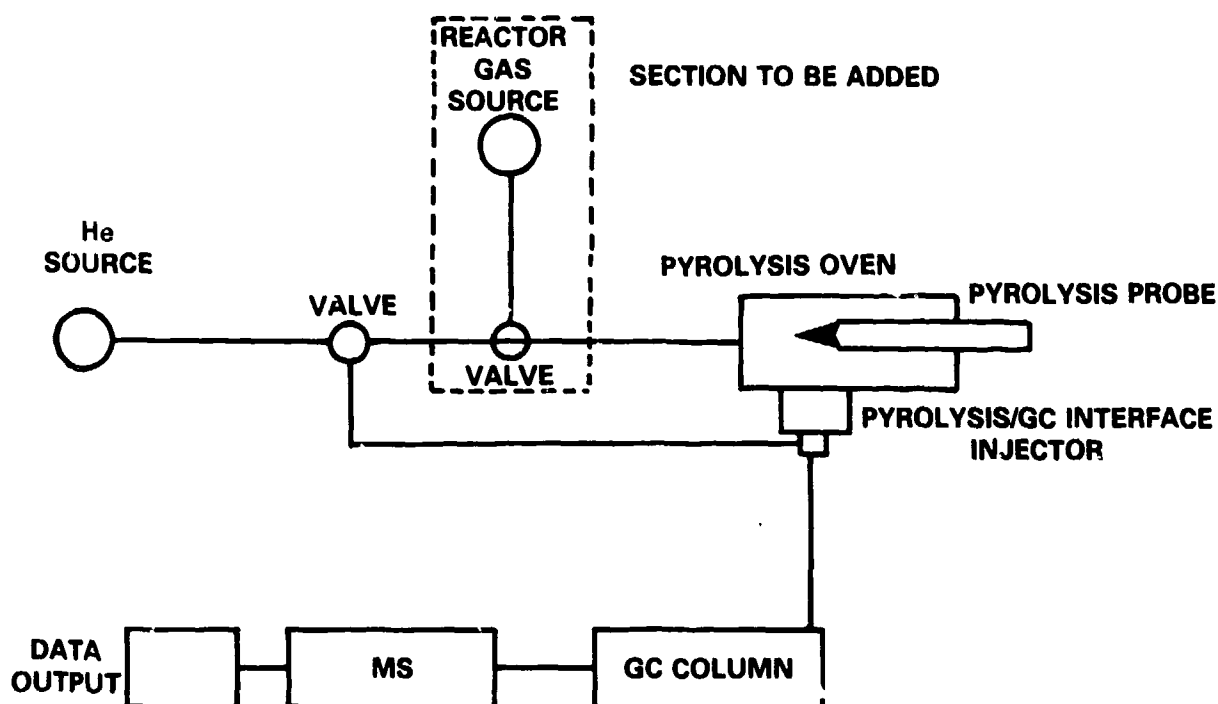 REACTOR
GAS
SOURCE
SECTION TO BE ADDED
He
SOURCE
VALVE
VALVE
PYROLYSIS OVEN
PYROLYSIS PROBE
PYROLYSIS/GC INTERFACE
INJECTOR
DATA
OUTPUT
MS
GC COLUMN